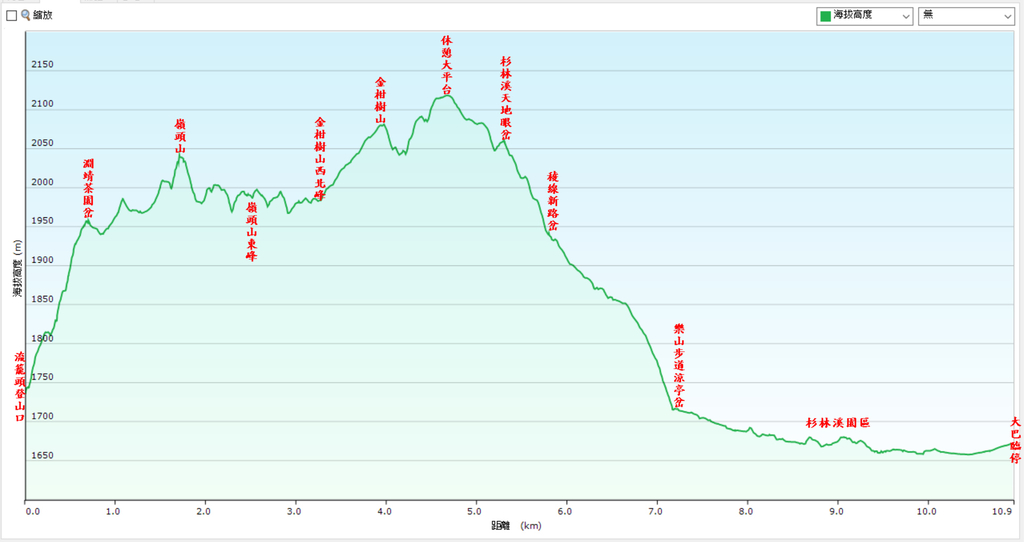 縮放
海拔高度
無
海拔高度 (m)
2150
2100
2050
2000
1950
1900
1850
1800
1750
1700
1650
流籠頭登山口
淵靖茶園岔
嶺頭山
嶺頭山東峰
金柑樹山西北峰
金柑樹山
休憩大平台
杉林溪天地眼岔
稜線新路岔
樂山步道涼亭岔
杉林溪園區
大巴臨停
0.0
1.0
2.0
3.0
4.0
5.0
6.0
7.0
8.0
9.0
10.0
10.9
距離 (km)